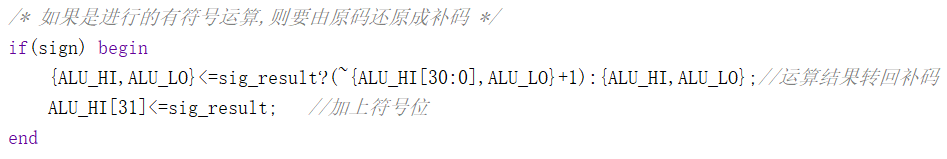 /* 如果是进行的有符号运算,则要由原码还原成补码 */
if(sign) begin
{ALU_HI,ALU_LO}<=sig_result?(~{ALU_HI[30:0],ALU_LO}+1):{ALU_HI,ALU_LO};//运算结果转回补码
ALU_HI[31]<=sig_result; //加上符号位
end